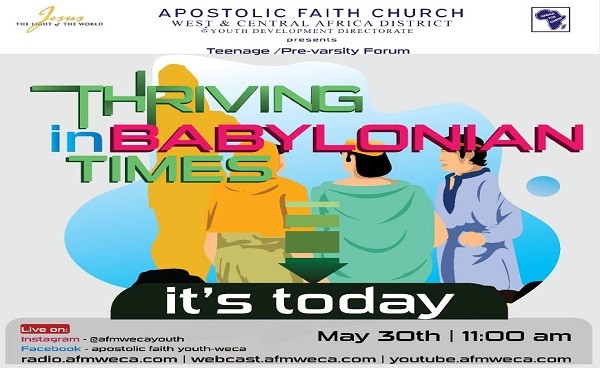 Jesus
THE LIGHT of THE WORLD
APOSTOLIC FAITH CHURCH
WEST & CENTRAL AFRICA DISTRICT
& YOUTH DEVELOPMENT DIRECTORATE
presents
Teenage /Pre-varsity Forum
THRIVING
in BABYLONIAN
TIMES
it's today
Live on:
Instagram - @afmwecayouth
Facebook - apostolic faith youth-weca
May 30th | 11:00 am
radio.afmweca.com | webcast.afmweca.com | youtube.afmweca.com